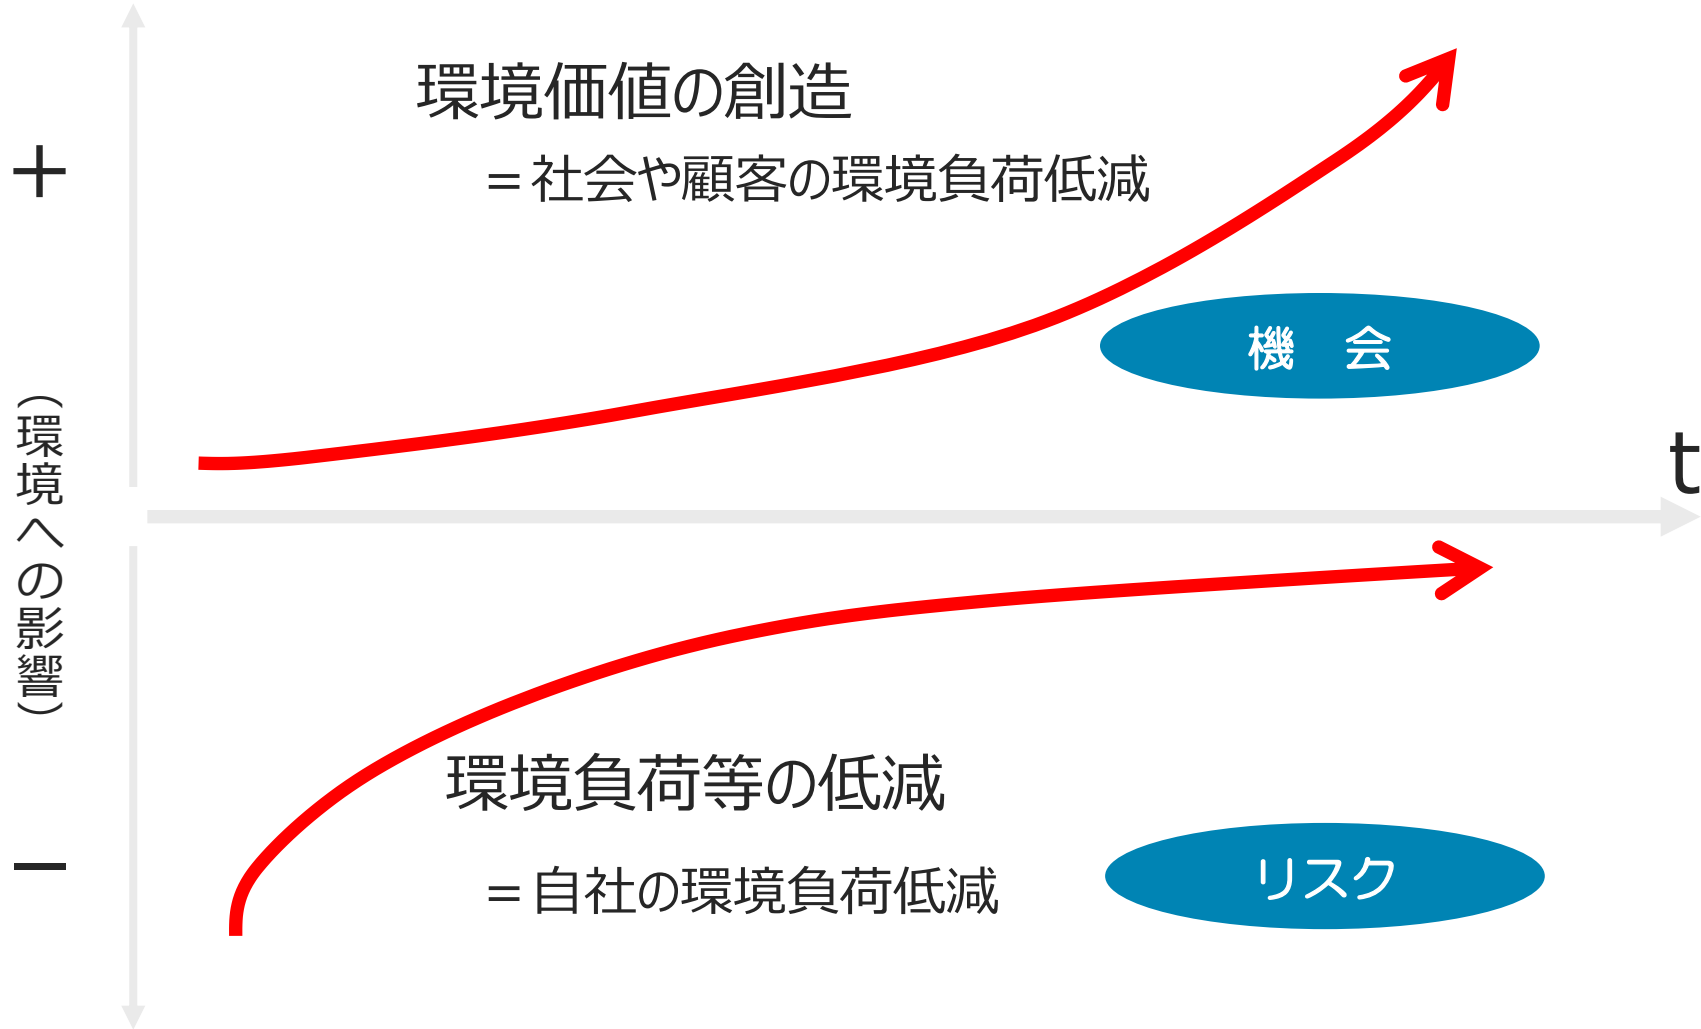 環境価値の創造
＝社会や顧客の環境負荷低減
＋
機　会
（環境への影響）
t
環境負荷等の低減
＝自社の環境負荷低減
リスク
－